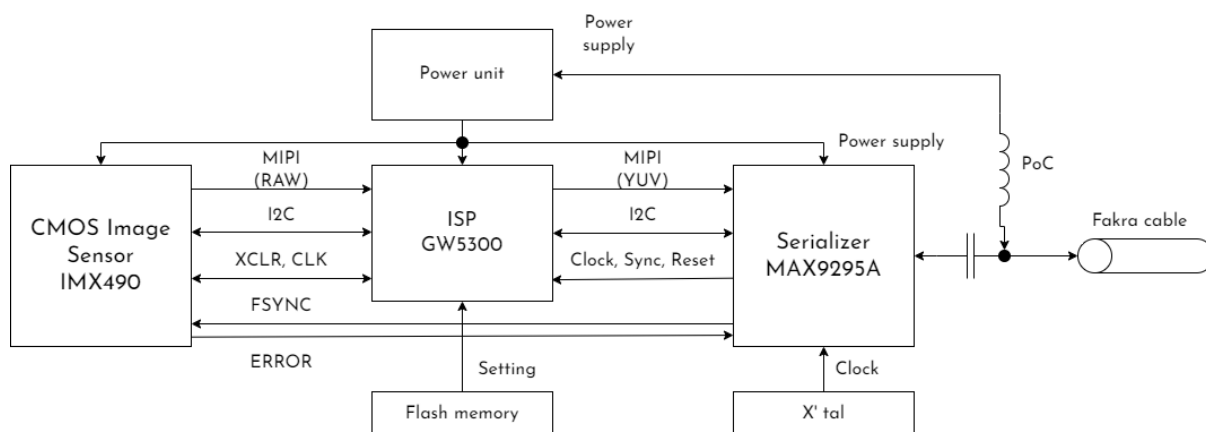 Power
supply
Power unit
Power supply
MIPI
(RAW)
MIPI
(YUV)
PoC
CMOS Image
Sensor
IMX490
I2C
ISP
GW5300
I2C
Serializer
MAX9295A
Fakra cable
XCLR, CLK
Clock, Sync, Reset
FSYNC
ERROR
Setting
Clock
Flash memory
X' tal